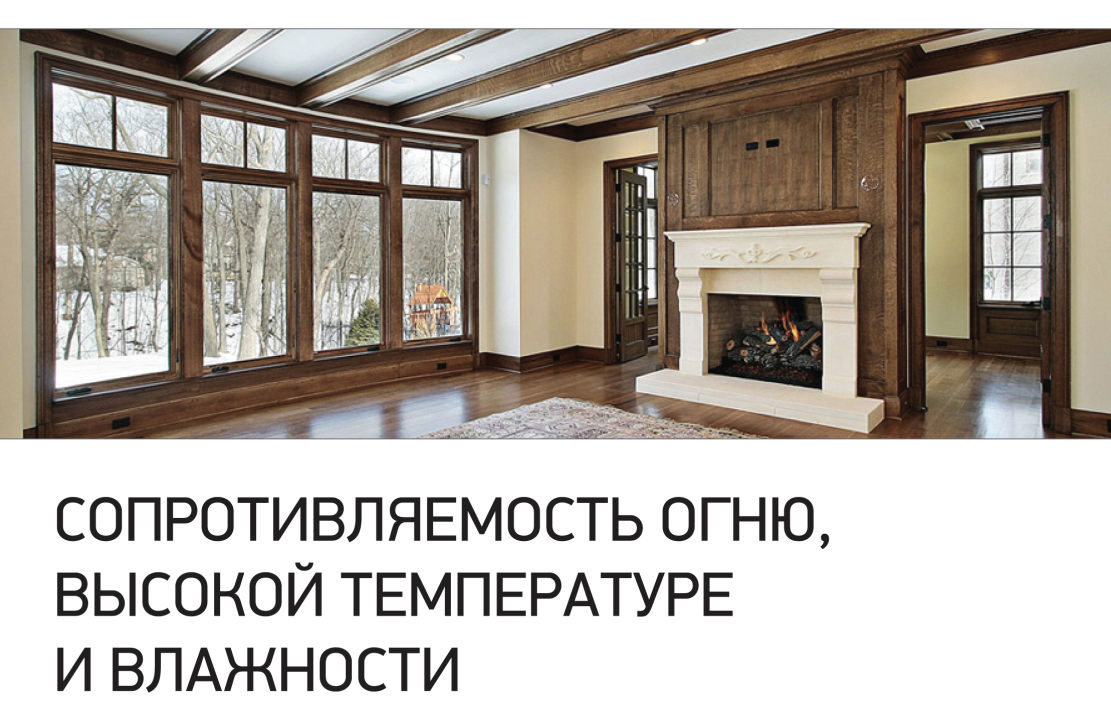 СОПРОТИВЛЯЕМОСТЬ ОГНЮ,
ВЫСОКОЙ ТЕМПЕРАТУРЕ
И ВЛАЖНОСТИ